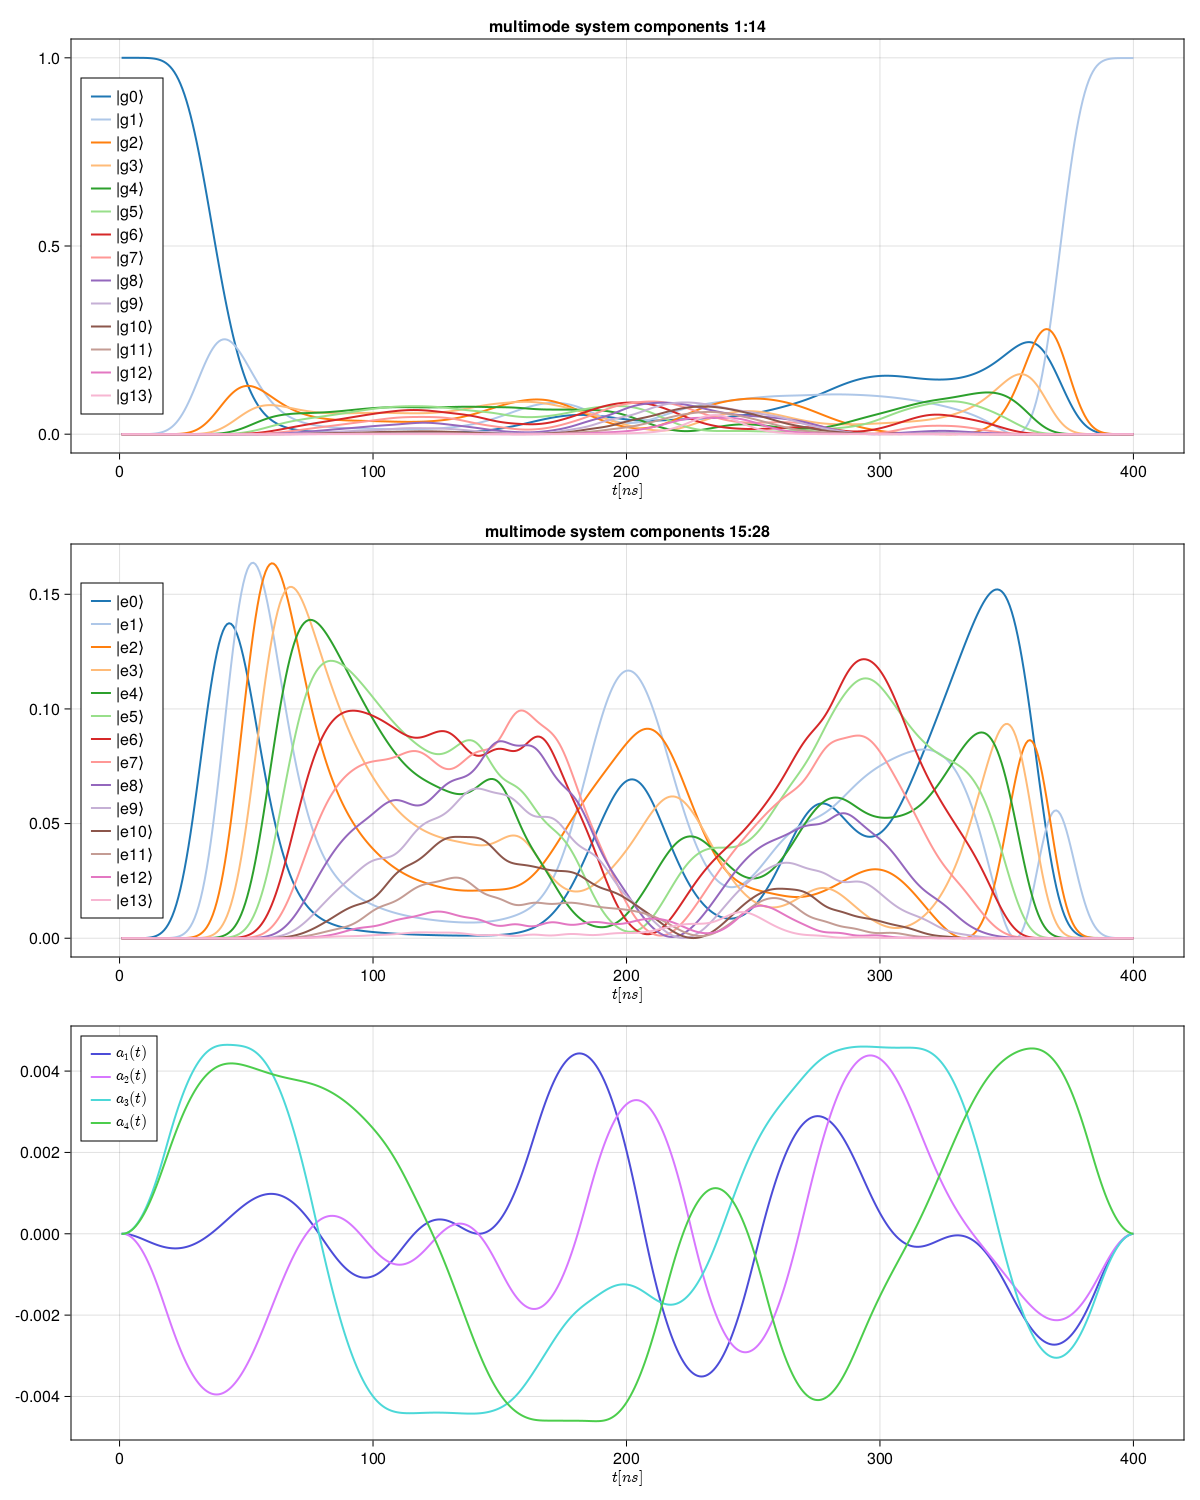 multimode system components 1:14
1.0
0.5
0.0
|g0⟩
|g1⟩
|g2⟩
|g3⟩
|g4⟩
|g5⟩
|g6⟩
|g7⟩
|g8⟩
|g9⟩
|g10⟩
|g11⟩
|g12⟩
|g13⟩
0 100 200 300 400
t[ns]
multimode system components 15:28
0.15
0.10
0.05
0.00
|e0⟩
|e1⟩
|e2⟩
|e3⟩
|e4⟩
|e5⟩
|e6⟩
|e7⟩
|e8⟩
|e9⟩
|e10⟩
|e11⟩
|e12⟩
|e13⟩
0 100 200 300 400
t[ns]
0.004
0.002
0.000
-0.002
-0.004
a₁(t)
a₂(t)
a₃(t)
a₄(t)
0 100 200 300 400
t[ns]